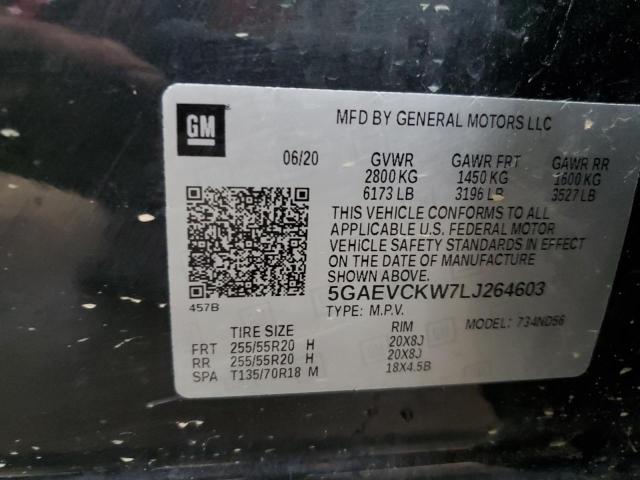 GM
MFD BY GENERAL MOTORS LLC
06/20 GVWR GAWR FRT GAWR RR
2800 KG 1450 KG 1600 KG
6173 LB 3196 LB 3527 LB
THIS VEHICLE CONFORMS TO ALL
APPLICABLE U.S. FEDERAL MOTOR
VEHICLE SAFETY STANDARDS IN EFFECT
ON THE DATE OF MANUFACTURE
5GAEVCKW7LJ264603
457B
TYPE: M.P.V. MODEL: 734ND56
TIRE SIZE RIM
FRT 255/55R20 H 20X8J
RR 255/55R20 H 20X8J
SPA T135/70R18 M 18X4.5B